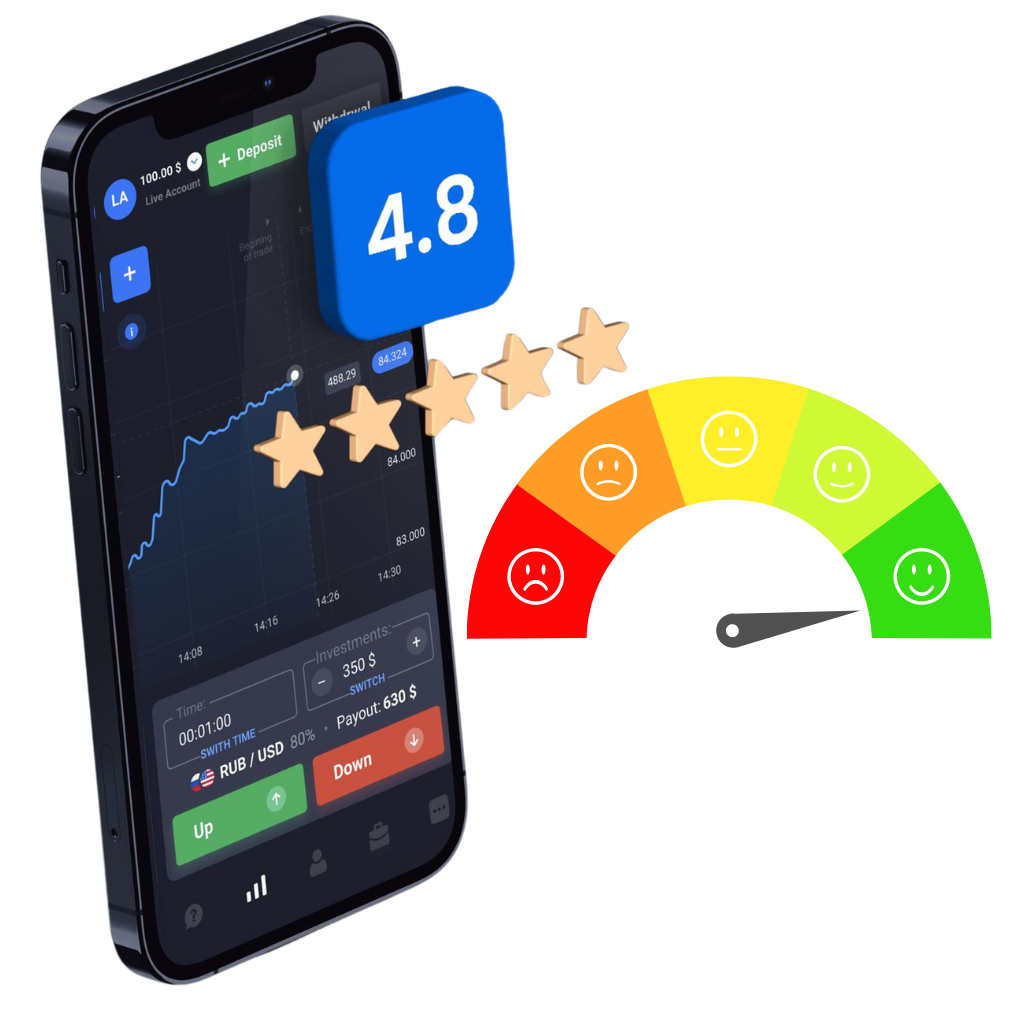 100.00 $
LA
Live Account
+ Deposit
Withdrawal
4.8
+
Begining
of trade
i
488.29
84.324
84.000
83.000
14:08
14:16
14:26
14:30
Time:
00:01:00
SWITH TIME
Investments:
− 350 $ +
SWITCH
RUB / USD 80% • Payout: 630 $
Up
Down
?